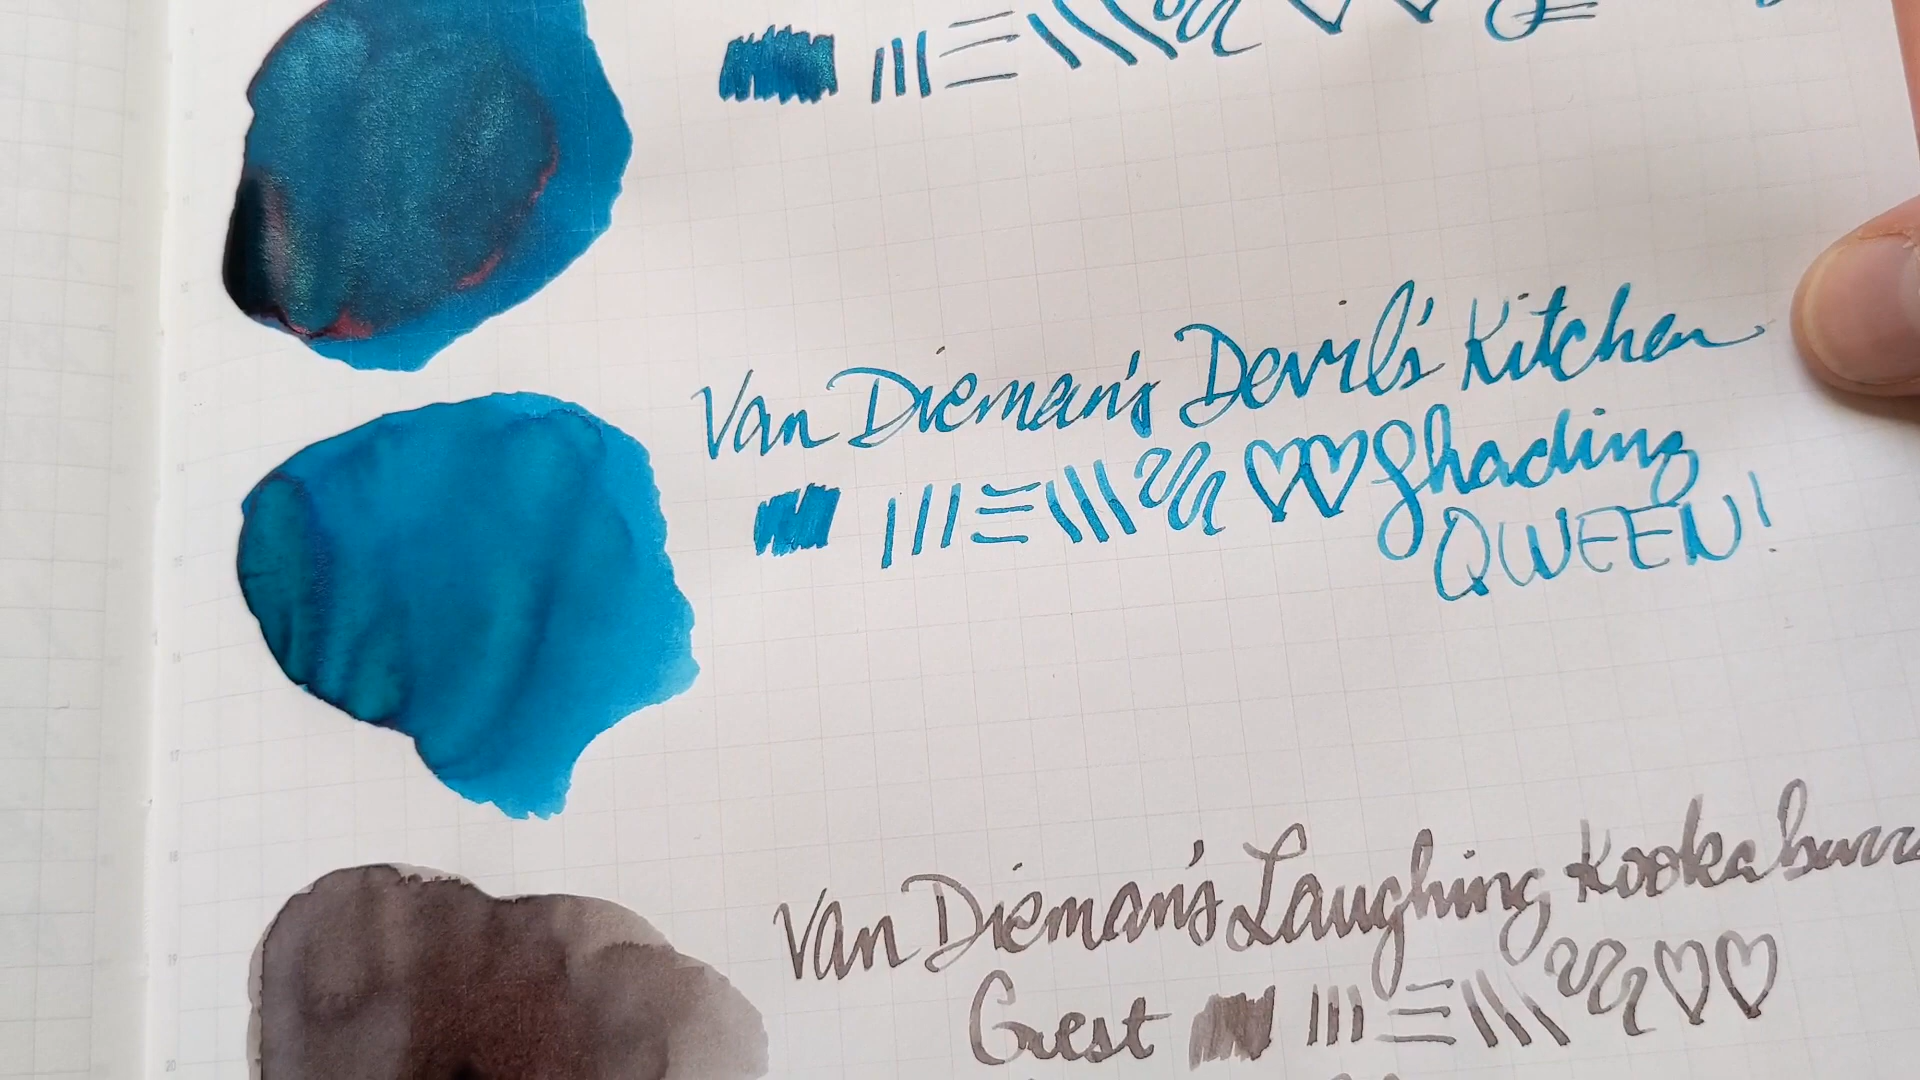 Van Dieman's Devil's Kitchen
Shading
QWEEN!
Van Dieman's Laughing Kookaburra
Guest